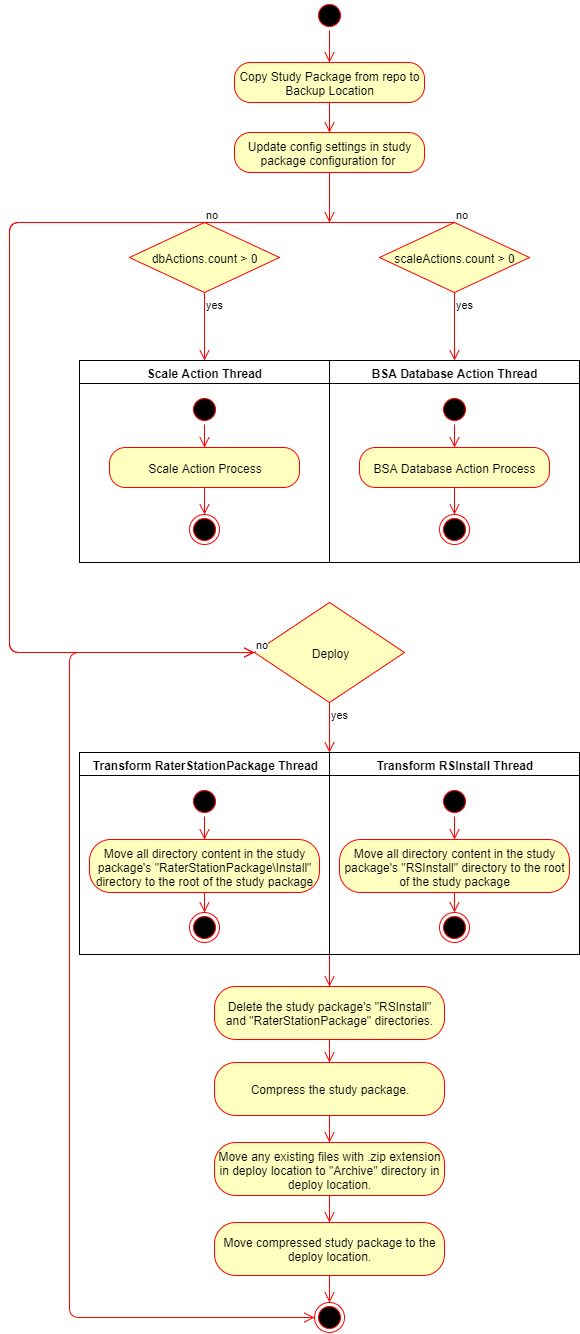 Copy Study Package from repo to
Backup Location
Update config settings in study
package configuration for
no
no
dbActions.count > 0
scaleActions.count > 0
yes
yes
Scale Action Thread
BSA Database Action Thread
Scale Action Process
BSA Database Action Process
no
Deploy
yes
Transform RaterStationPackage Thread
Transform RSInstall Thread
Move all directory content in the study
package's "RaterStationPackage\Install"
directory to the root of the study package
Move all directory content in the study
package's "RSInstall" directory to the root
of the study package
Delete the study package's "RSInstall"
and "RaterStationPackage" directories.
Compress the study package.
Move any existing files with .zip extension
in deploy location to "Archive" directory in
deploy location.
Move compressed study package to the
deploy location.